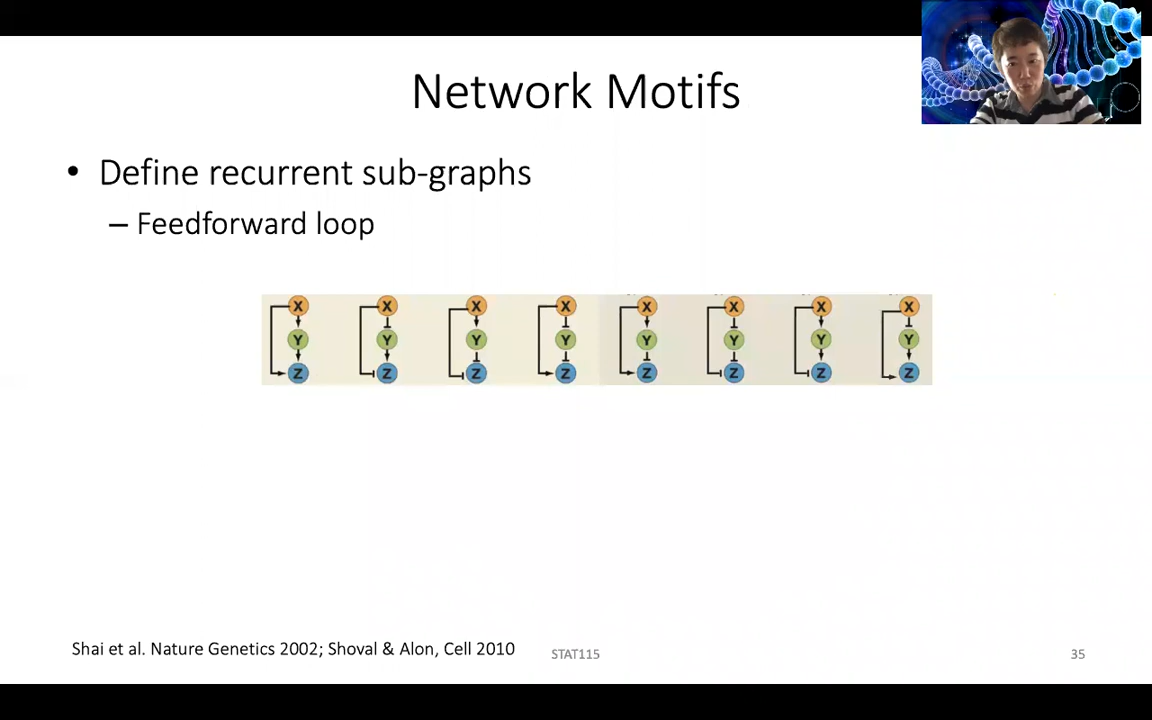 Network Motifs
• Define recurrent sub-graphs
– Feedforward loop
X X X X X X X X
Y Y Y Y Y Y Y Y
Z Z Z Z Z Z Z Z
Shai et al. Nature Genetics 2002; Shoval & Alon, Cell 2010
STAT115
35